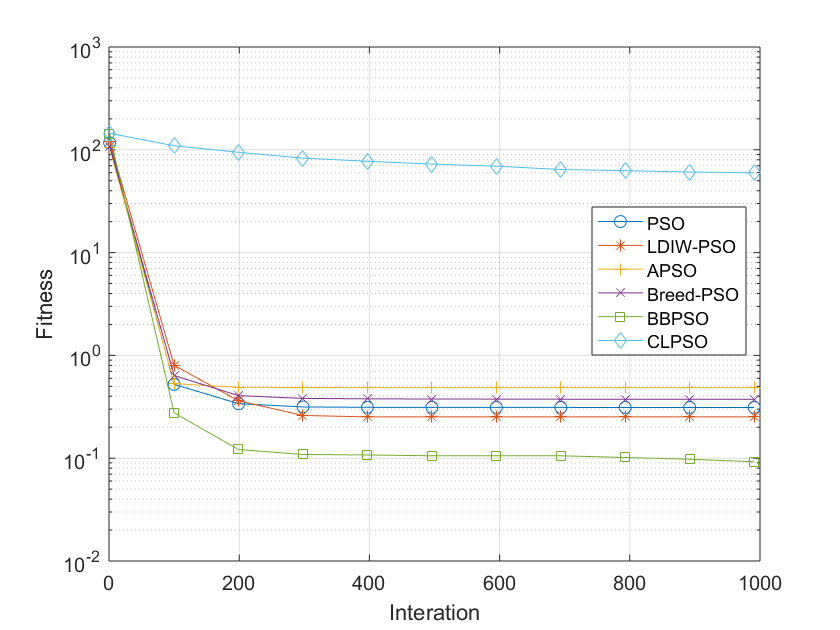 10^3
10^2
10^1
10^0
10^-1
10^-2
Fitness
PSO
LDIW-PSO
APSO
Breed-PSO
BBPSO
CLPSO
0 200 400 600 800 1000
Interation